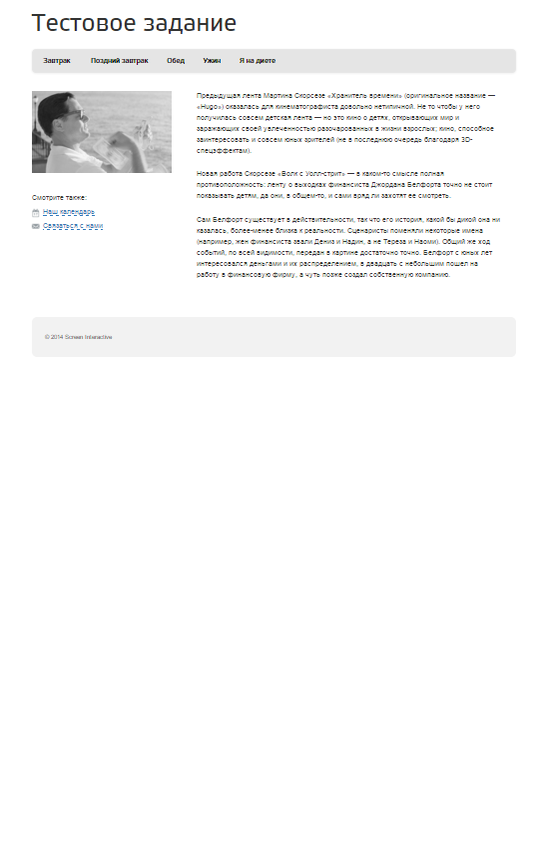 Тестовое задание
Завтрак Поздний завтрак Обед Ужин Я на диете
Смотрите также:
Наш календарь
Связаться с нами
Предыдущая лента Мартина Скорсезе «Хранитель времени» (оригинальное название —
«Hugo») оказалась для кинематографиста довольно нетипичной. Не то чтобы у него
получилась совсем детская лента — но это кино о детях, открывающих мир и
заражающих своей увлеченностью разочарованных в жизни взрослых; кино, способное
заинтересовать и совсем юных зрителей (не в последнюю очередь благодаря 3D-
спецэффектам).
Новая работа Скорсезе «Волк с Уолл-стрит» — в каком-то смысле полная
противоположность: ленту о выходках финансиста Джордана Белфорта точно не стоит
показывать детям, да они, в общем-то, и сами вряд ли захотят ее смотреть.
Сам Белфорт существует в действительности, так что его история, какой бы дикой она ни
казалась, более-менее близка к реальности. Сценаристы поменяли некоторые имена
(например, жен финансиста звали Дениз и Надин, а не Тереза и Наоми). Общий же ход
событий, по всей видимости, передан в картине достаточно точно. Белфорт с юных лет
интересовался деньгами и их распределением, в двадцать с небольшим пошел на
работу в финансовую фирму, а чуть позже создал собственную компанию.
© 2014 Screen Interactive